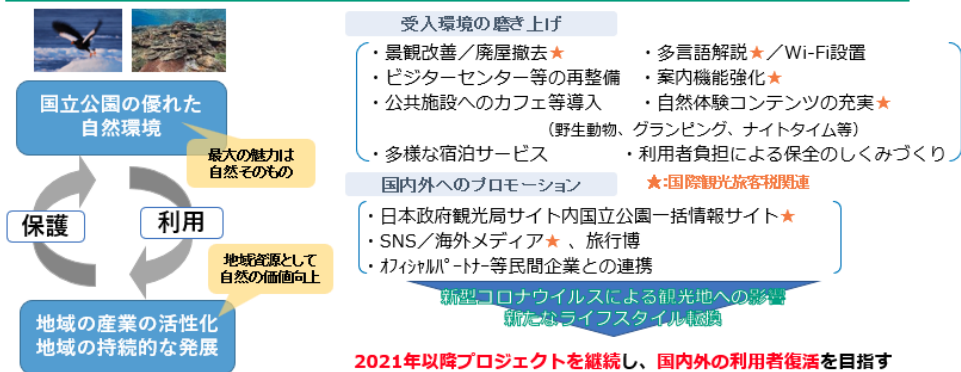 国立公園の優れた
自然環境
最大の魅力は
自然そのもの
保護
利用
地域資源として
自然の価値向上
地域の産業の活性化
地域の持続的な発展
受入環境の磨き上げ
・景観改善／廃屋撤去★
・多言語解説★／Wi-Fi設置
・ビジターセンター等の再整備
・案内機能強化★
・公共施設へのカフェ等導入
・自然体験コンテンツの充実★
（野生動物、グランピング、ナイトタイム等）
・多様な宿泊サービス
・利用者負担による保全のしくみづくり
国内外へのプロモーション
★:国際観光旅客税関連
・日本政府観光局サイト内国立公園一括情報サイト★
・SNS／海外メディア★ 、旅行博
・ｵﾌｨｼｬﾙﾊﾟｰﾄﾅｰ等民間企業との連携
新型コロナウイルスによる観光地への影響
新たなライフスタイル転換
2021年以降プロジェクトを継続し、国内外の利用者復活を目指す